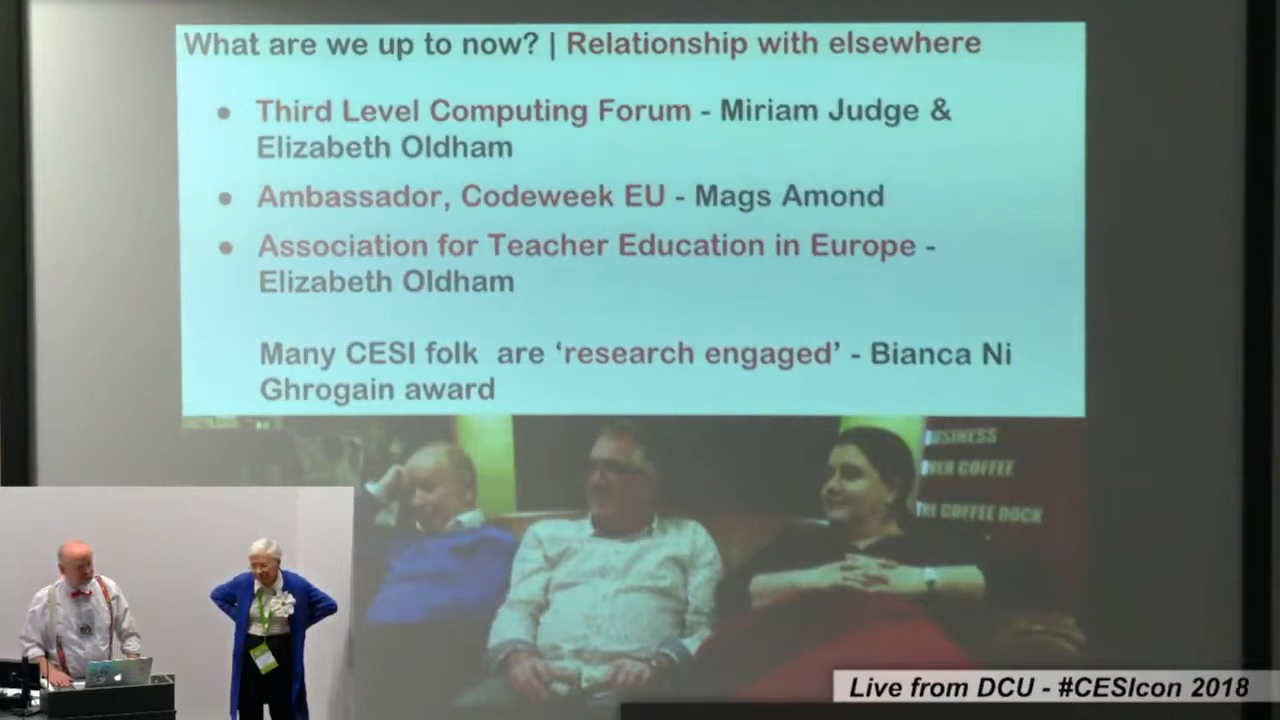 What are we up to now? | Relationship with elsewhere
● Third Level Computing Forum - Miriam Judge &
Elizabeth Oldham
● Ambassador, Codeweek EU - Mags Amond
● Association for Teacher Education in Europe -
Elizabeth Oldham
Many CESI folk are ‘research engaged’ - Bianca Ni
Ghrogain award
BUSINESS
OVER COFFEE
THE COFFEE DOCK
Live from DCU - #CESIcon 2018